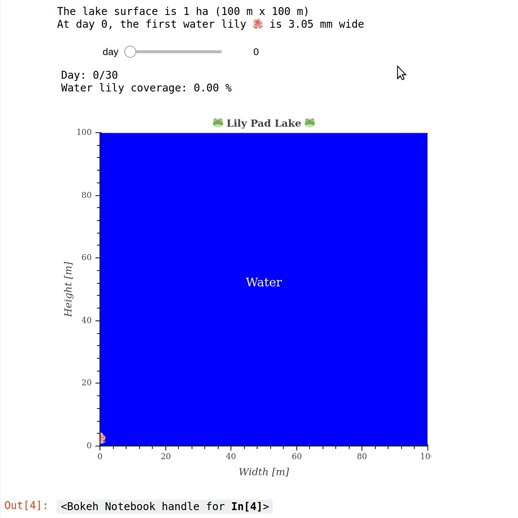 The lake surface is 1 ha (100 m x 100 m)
At day 0, the first water lily 🌺 is 3.05 mm wide
day 0
Day: 0/30
Water lily coverage: 0.00 %
🐸 Lily Pad Lake 🐸
100
80
60
40
20
0
Height [m]
Water
0 20 40 60 80 10
Width [m]
Out[4]: <Bokeh Notebook handle for In[4]>